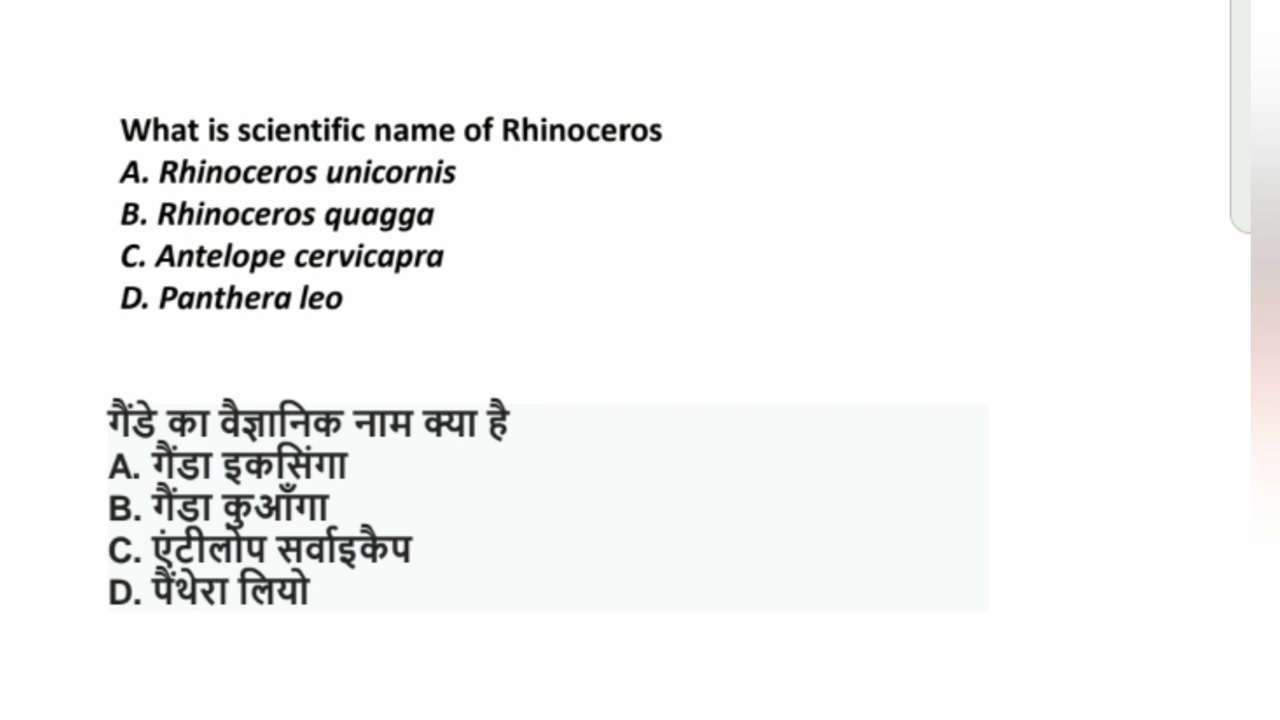 What is scientific name of Rhinoceros
A. Rhinoceros unicornis
B. Rhinoceros quagga
C. Antelope cervicapra
D. Panthera leo
गैंडे का वैज्ञानिक नाम क्या है
A. गैंडा इकसिंगा
B. गैंडा कुआँगा
C. एंटीलोप सर्वाइकैप
D. पैंथेरा लियो